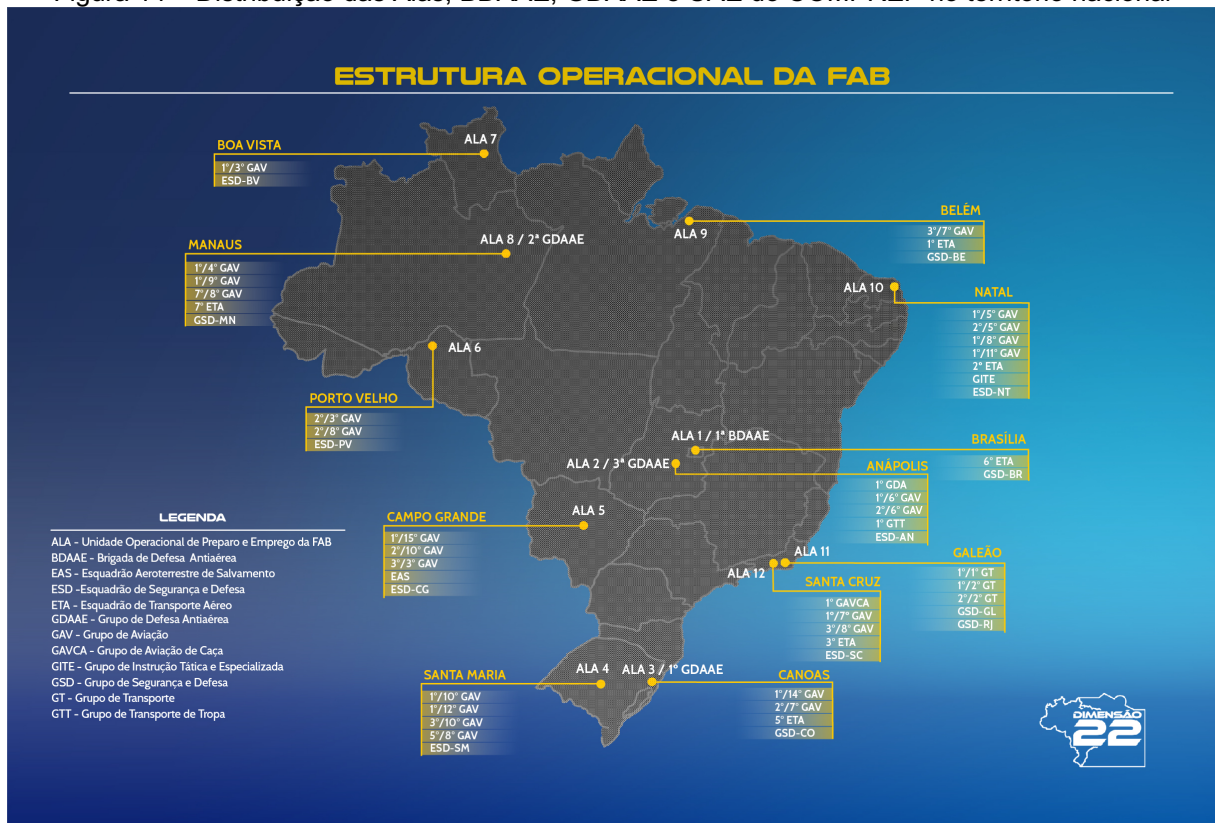 Figura 11 – Distribuição das Alas, BDAAE, GDAAE e SAE do COMPREP no território nacional
ESTRUTURA OPERACIONAL DA FAB
BOA VISTA
1°/3° GAV
ESD-BV
ALA 7
BELÉM
3°/7° GAV
1° ETA
GSD-BE
ALA 9
MANAUS
1°/4° GAV
1°/9° GAV
7°/8° GAV
7° ETA
GSD-MN
ALA 8 / 2ª GDAAE
ALA 10
NATAL
1°/5° GAV
2°/5° GAV
1°/8° GAV
1°/11° GAV
2° ETA
GITE
ESD-NT
ALA 6
PORTO VELHO
2°/3° GAV
2°/8° GAV
ESD-PV
ALA 1 / 1ª BDAAE
BRASÍLIA
6° ETA
GSD-BR
ALA 2 / 3ª GDAAE
ANÁPOLIS
1° GDA
1°/6° GAV
2°/6° GAV
1° GTT
ESD-AN
ALA 5
CAMPO GRANDE
1°/15° GAV
2°/10° GAV
3°/3° GAV
EAS
ESD-CG
ALA 11
GALEÃO
1°/1° GT
1°/2° GT
2°/2° GT
GSD-GL
GSD-RJ
ALA 12
SANTA CRUZ
1° GAVCA
1°/7° GAV
3°/8° GAV
3° ETA
ESD-SC
ALA 4
SANTA MARIA
1°/10° GAV
1°/12° GAV
3°/10° GAV
5°/8° GAV
ESD-SM
ALA 3 / 1° GDAAE
CANOAS
1°/14° GAV
2°/7° GAV
5° ETA
GSD-CO
LEGENDA
ALA - Unidade Operacional de Preparo e Emprego da FAB
BDAAE - Brigada de Defesa Antiaérea
EAS - Esquadrão Aeroterrestre de Salvamento
ESD -Esquadrão de Segurança e Defesa
ETA - Esquadrão de Transporte Aéreo
GDAAE - Grupo de Defesa Antiaérea
GAV - Grupo de Aviação
GAVCA - Grupo de Aviação de Caça
GITE - Grupo de Instrução Tática e Especializada
GSD - Grupo de Segurança e Defesa
GT - Grupo de Transporte
GTT - Grupo de Transporte de Tropa
DIMENSÃO
22